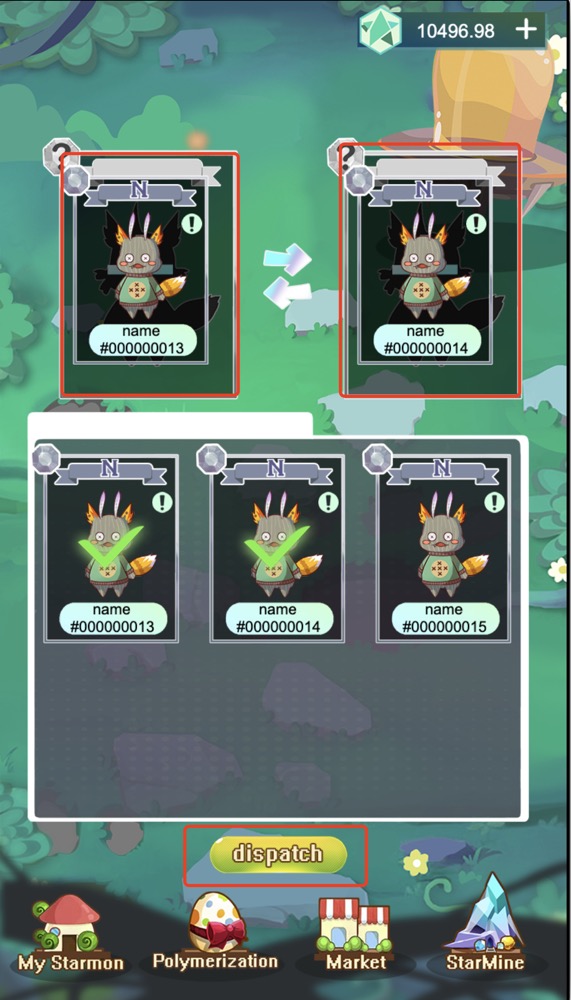 10496.98 +
? ?
N N
! !
name name
#000000013 #000000014
N N N
! ! !
name name name
#000000013 #000000014 #000000015
dispatch
My Starmon Polymerization Market StarMine